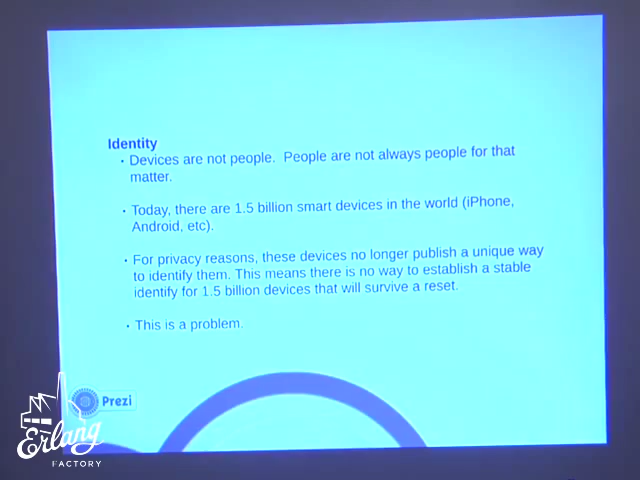 Identity
• Devices are not people. People are not always people for that
matter.
• Today, there are 1.5 billion smart devices in the world (iPhone,
Android, etc).
• For privacy reasons, these devices no longer publish a unique way
to identify them. This means there is no way to establish a stable
identify for 1.5 billion devices that will survive a reset.
• This is a problem.
Prezi
Erlang
FACTORY